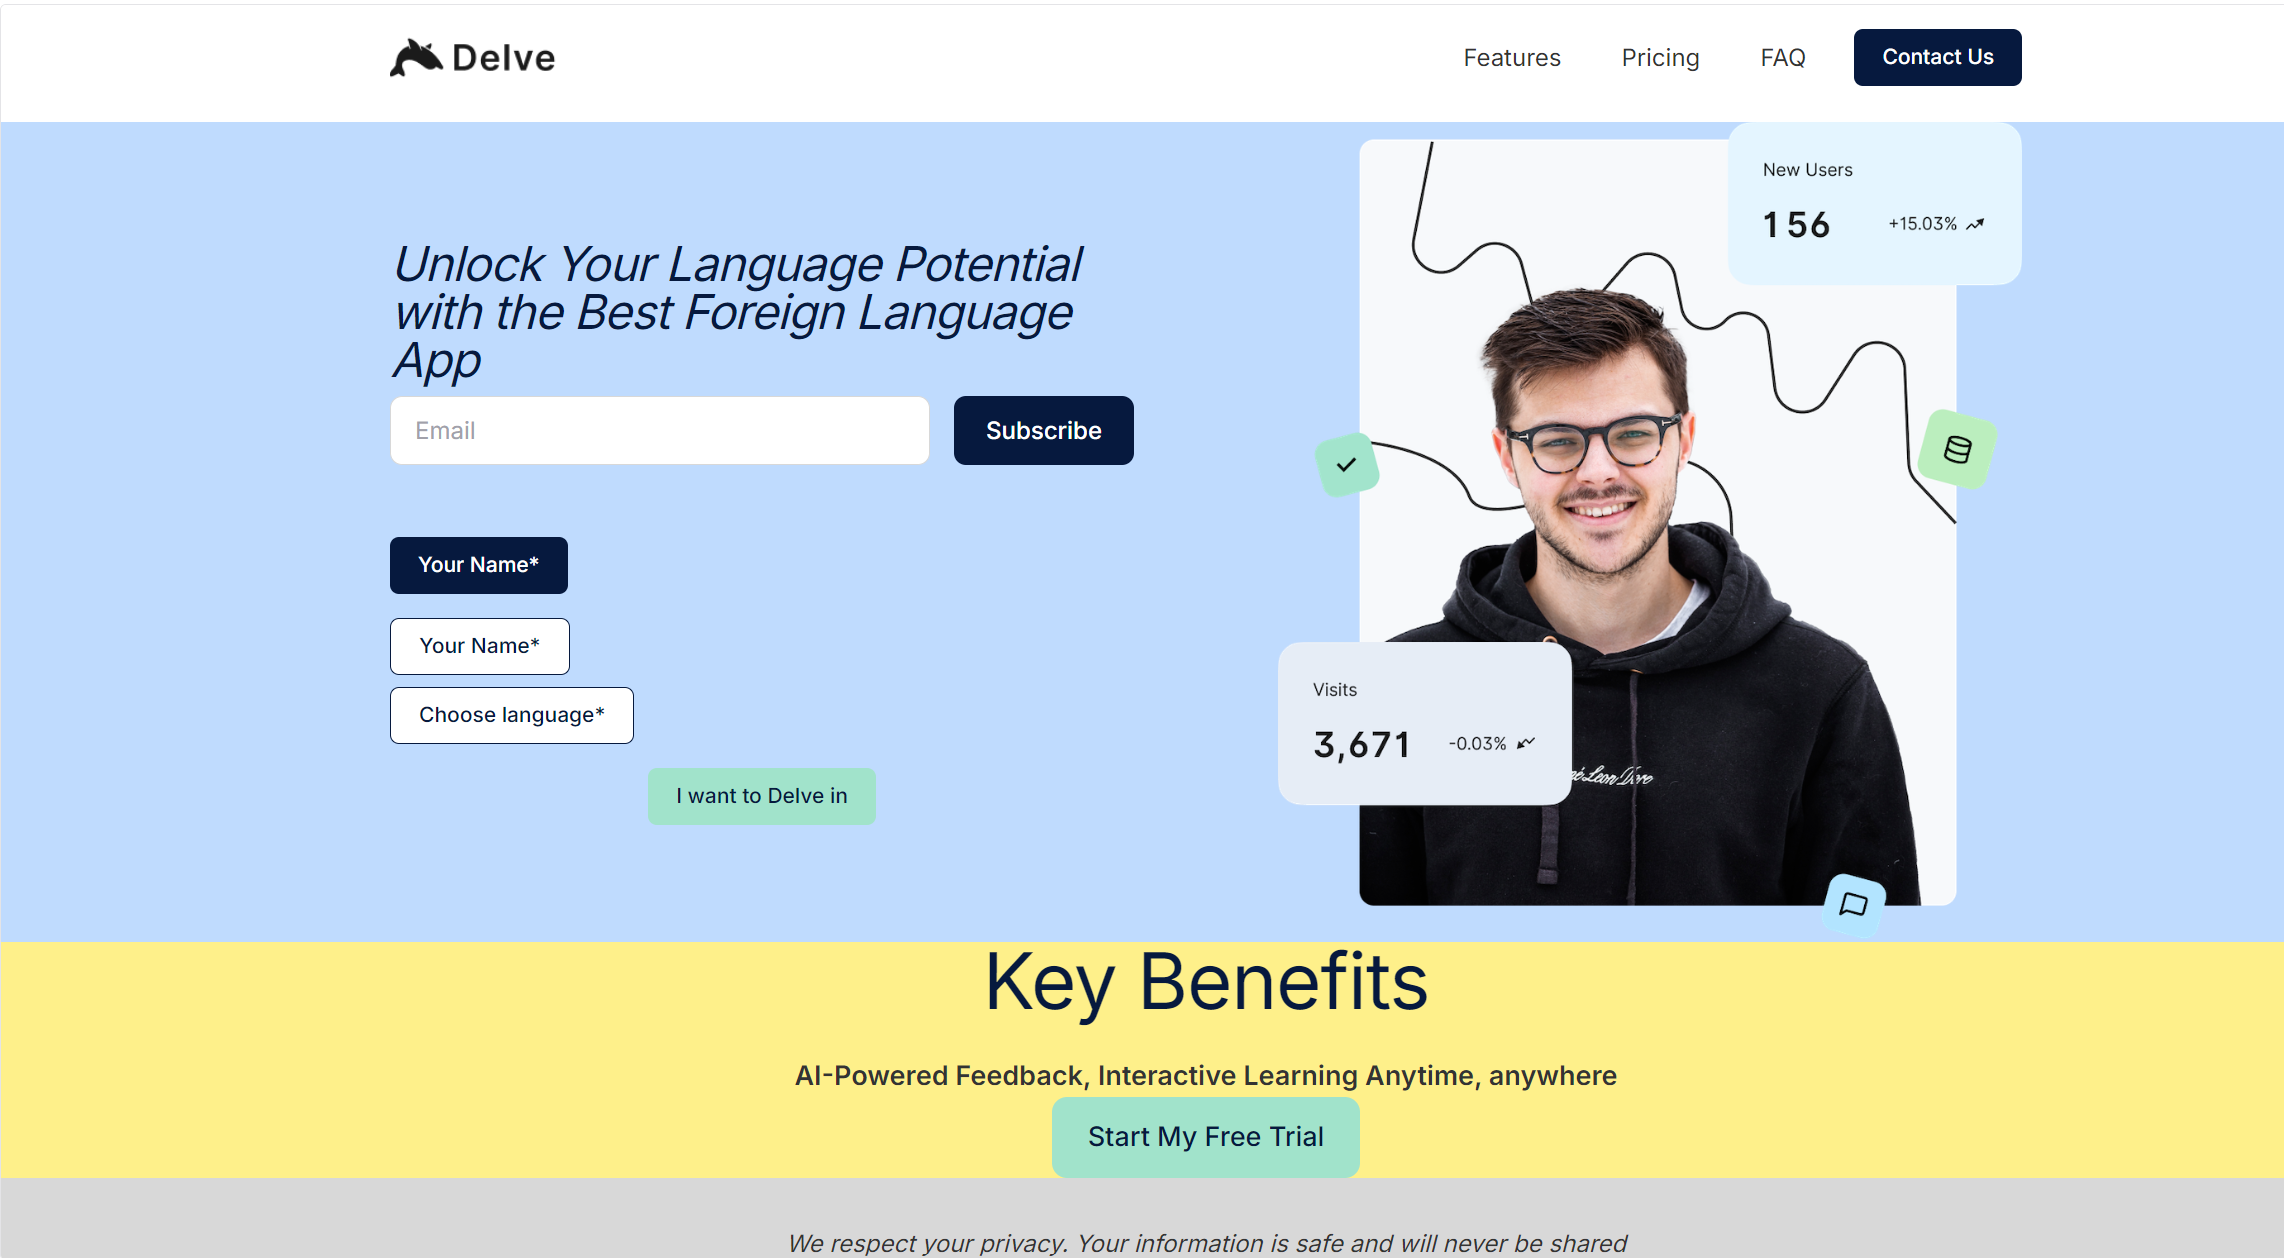 Delve
Features
Pricing
FAQ
Contact Us
Unlock Your Language Potential
with the Best Foreign Language
App
Email
Subscribe
Your Name*
Your Name*
Choose language*
I want to Delve in
New Users
156
+15.03%
Visits
3,671
-0.03%
Leon Dore
Key Benefits
AI-Powered Feedback, Interactive Learning Anytime, anywhere
Start My Free Trial
We respect your privacy. Your information is safe and will never be shared